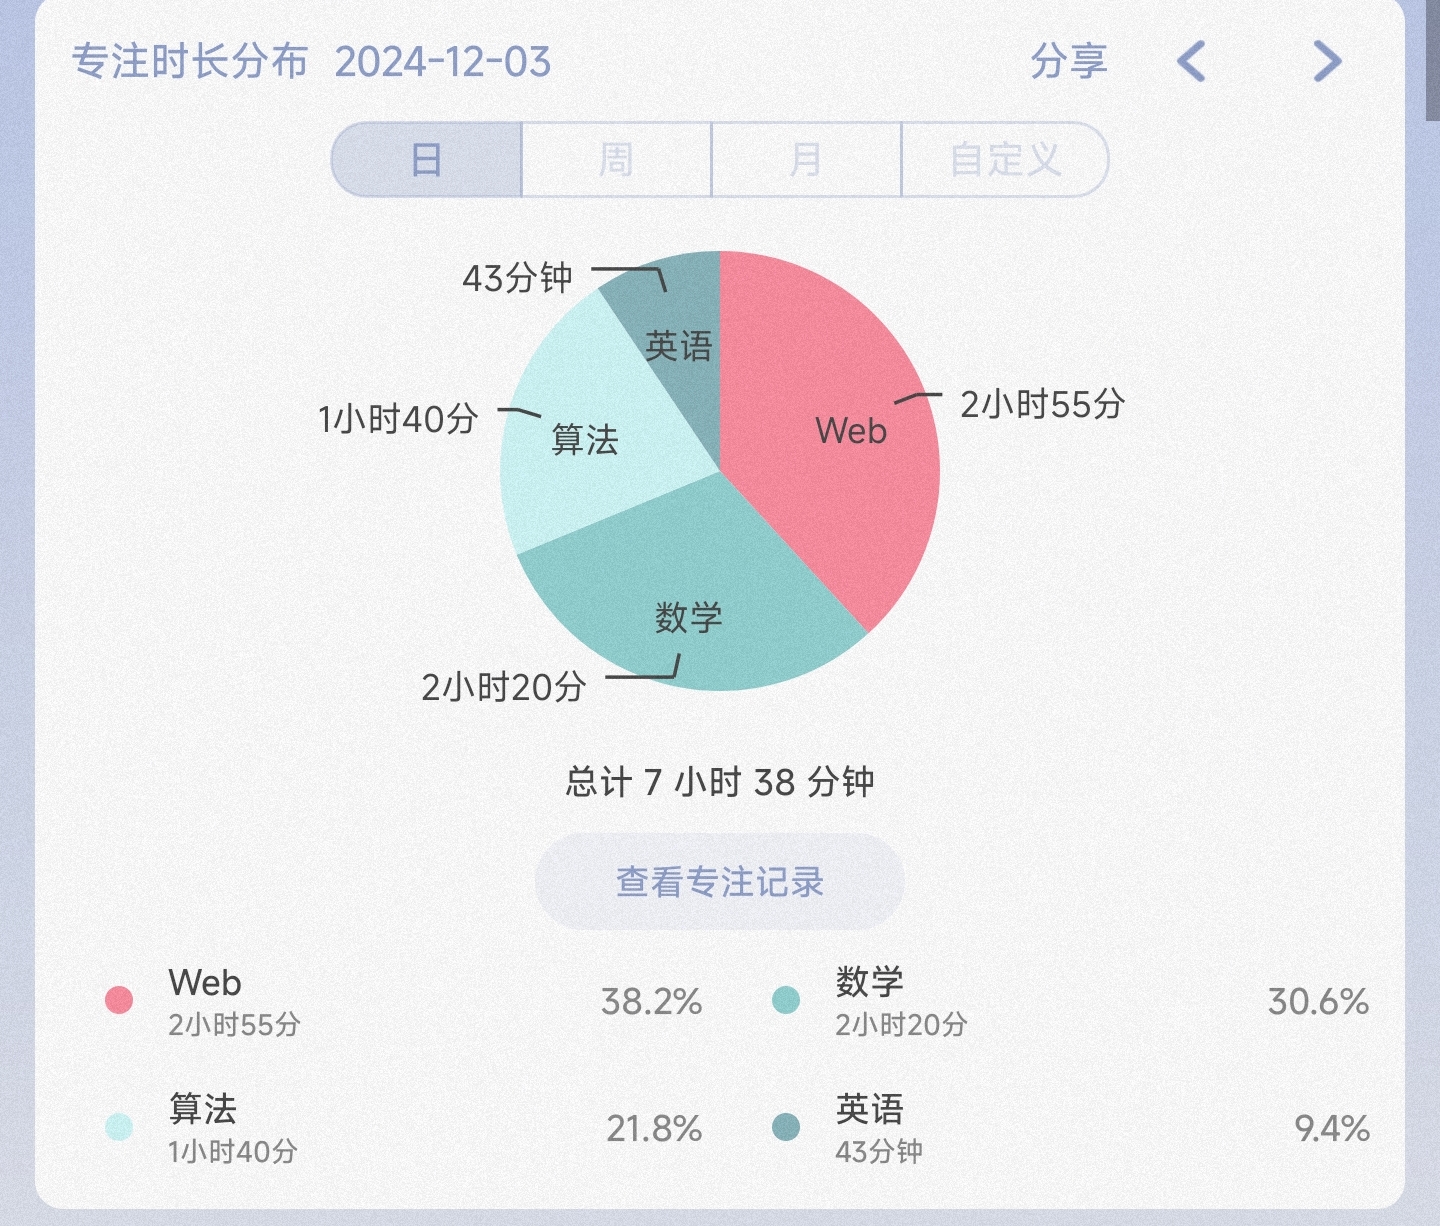 专注时长分布 2024-12-03 分享
日 周 月 自定义
43分钟
英语
1小时40分
算法
Web
2小时55分
数学
2小时20分
总计 7 小时 38 分钟
查看专注记录
Web
2小时55分
38.2%
数学
2小时20分
30.6%
算法
1小时40分
21.8%
英语
43分钟
9.4%